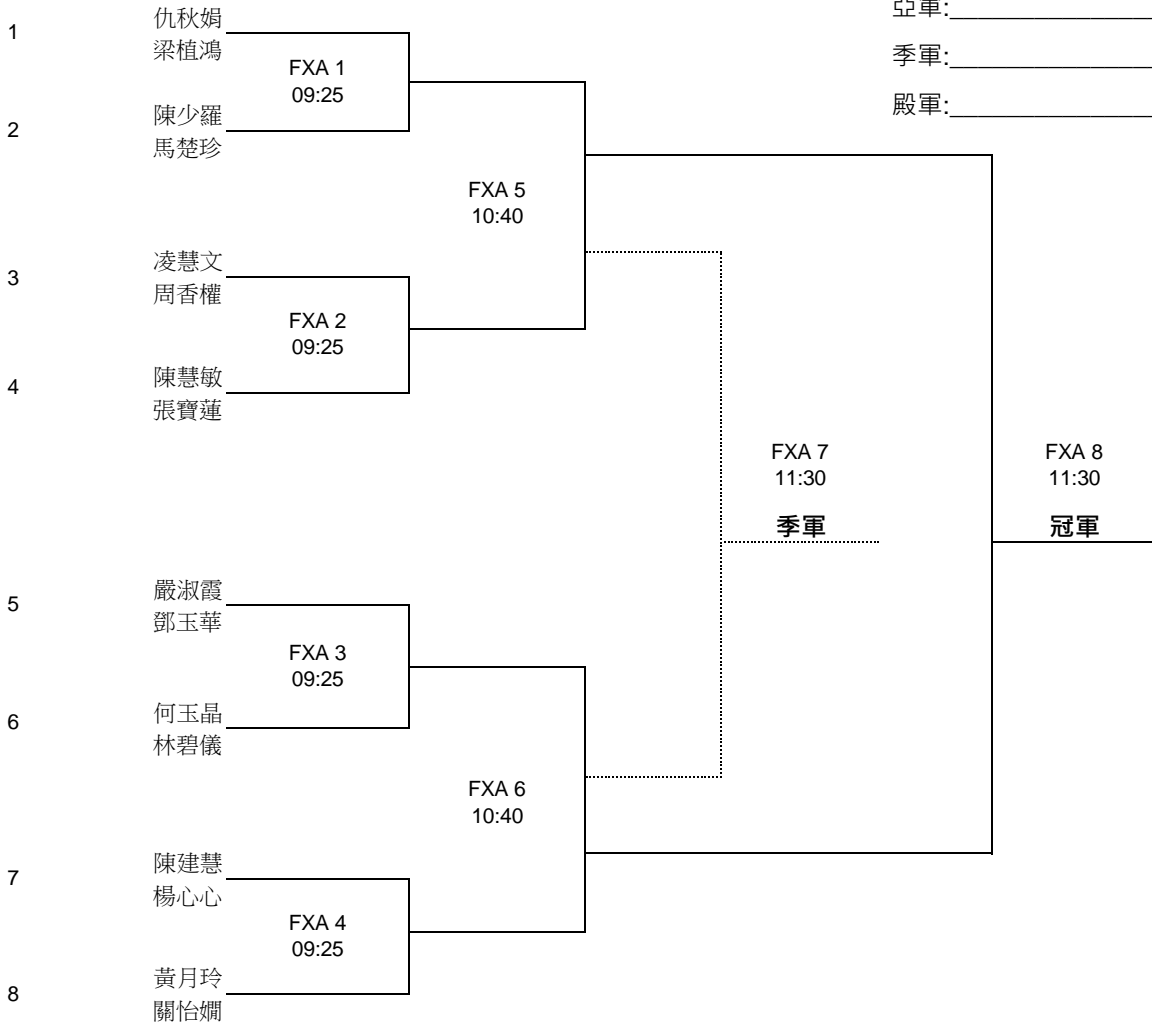 亞軍:
季軍:
殿軍:
1
仇秋娟
梁植鴻
FXA 1
09:25
2
陳少羅
馬楚珍
FXA 5
10:40
3
凌慧文
周香權
FXA 2
09:25
4
陳慧敏
張寶蓮
FXA 7
11:30
季軍
FXA 8
11:30
冠軍
5
嚴淑霞
鄧玉華
FXA 3
09:25
6
何玉晶
林碧儀
FXA 6
10:40
7
陳建慧
楊心心
FXA 4
09:25
8
黃月玲
關怡嫺